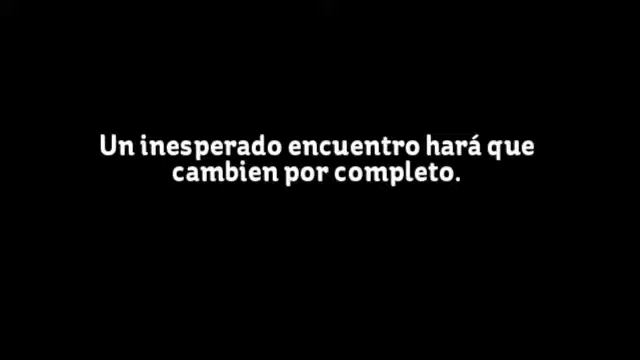 Un inesperado encuentro hará que
cambien por completo.